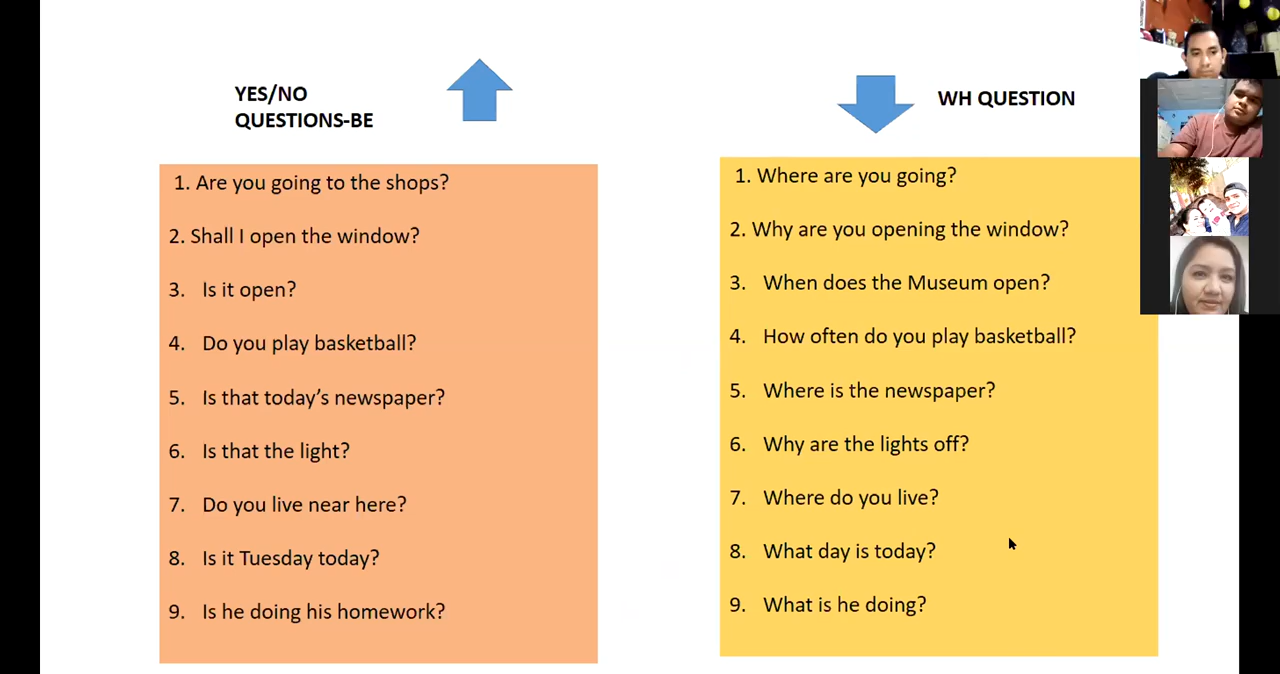 YES/NO
QUESTIONS-BE
1. Are you going to the shops?
2. Shall I open the window?
3. Is it open?
4. Do you play basketball?
5. Is that today’s newspaper?
6. Is that the light?
7. Do you live near here?
8. Is it Tuesday today?
9. Is he doing his homework?
WH QUESTION
1. Where are you going?
2. Why are you opening the window?
3. When does the Museum open?
4. How often do you play basketball?
5. Where is the newspaper?
6. Why are the lights off?
7. Where do you live?
8. What day is today?
9. What is he doing?